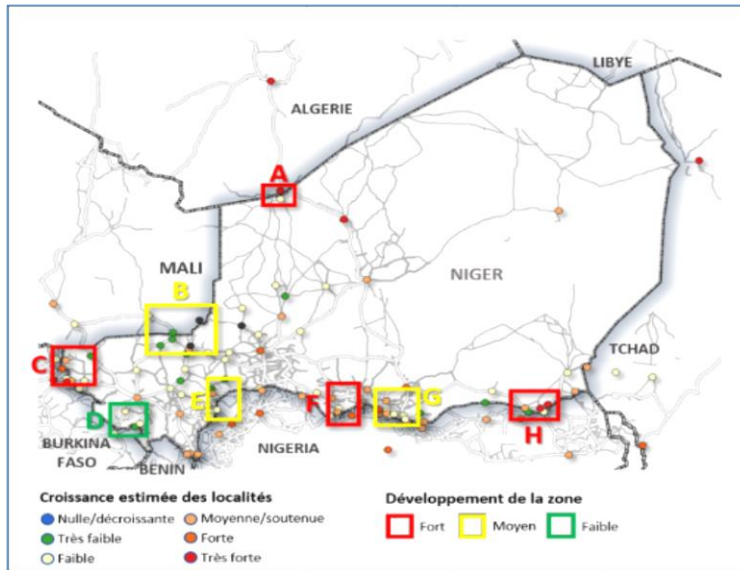 LIBYE
ALGERIE
A
MALI
B
NIGER
C
TCHAD
D
E
F
G
H
BURKINA
FASO
BENIN
NIGERIA
Croissance estimée des localités
Nulle/décroissante
Moyenne/soutenue
Très faible
Forte
Faible
Très forte
Développement de la zone
Fort
Moyen
Faible